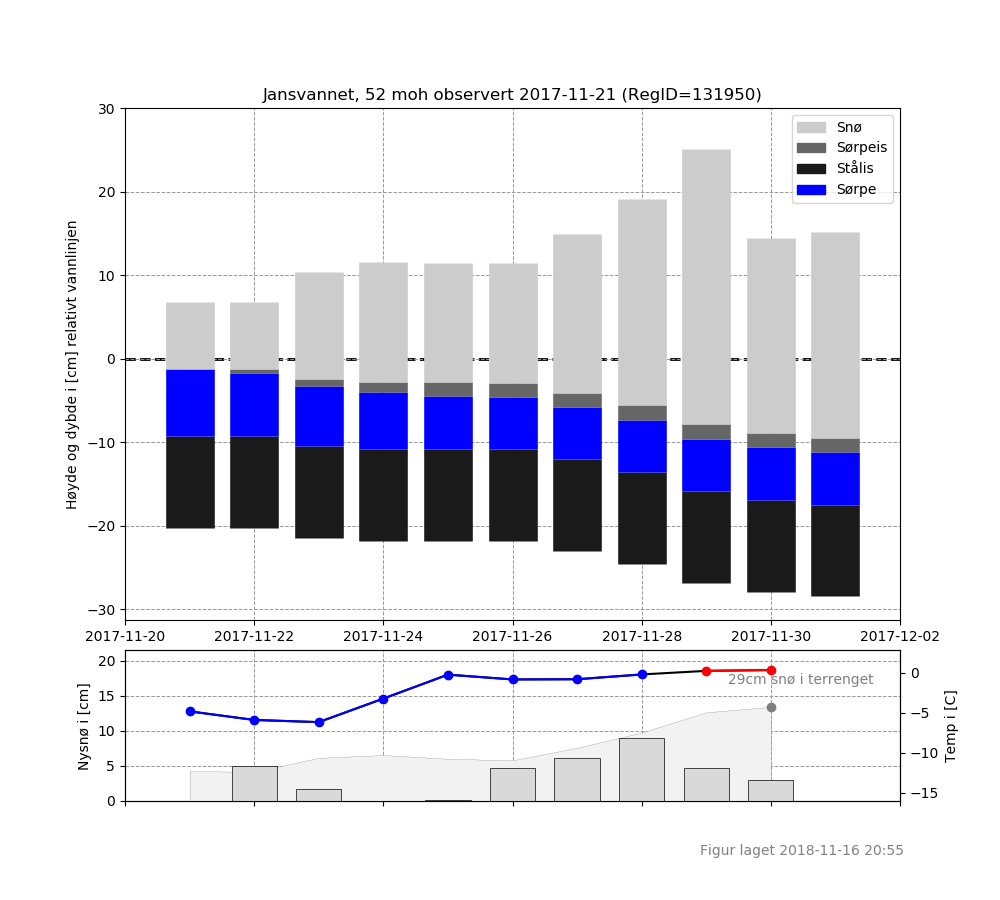 Jansvannet, 52 moh observert 2017-11-21 (RegID=131950)
Høyde og dybde i [cm] relativt vannlinjen
30
20
10
0
−10
−20
−30
Snø
Sørpeis
Stålis
Sørpe
2017-11-20 2017-11-22 2017-11-24 2017-11-26 2017-11-28 2017-11-30 2017-12-02
Nysnø i [cm]
20
15
10
5
0
29cm snø i terrenget
0
−5
−10
−15
Temp i [C]
Figur laget 2018-11-16 20:55